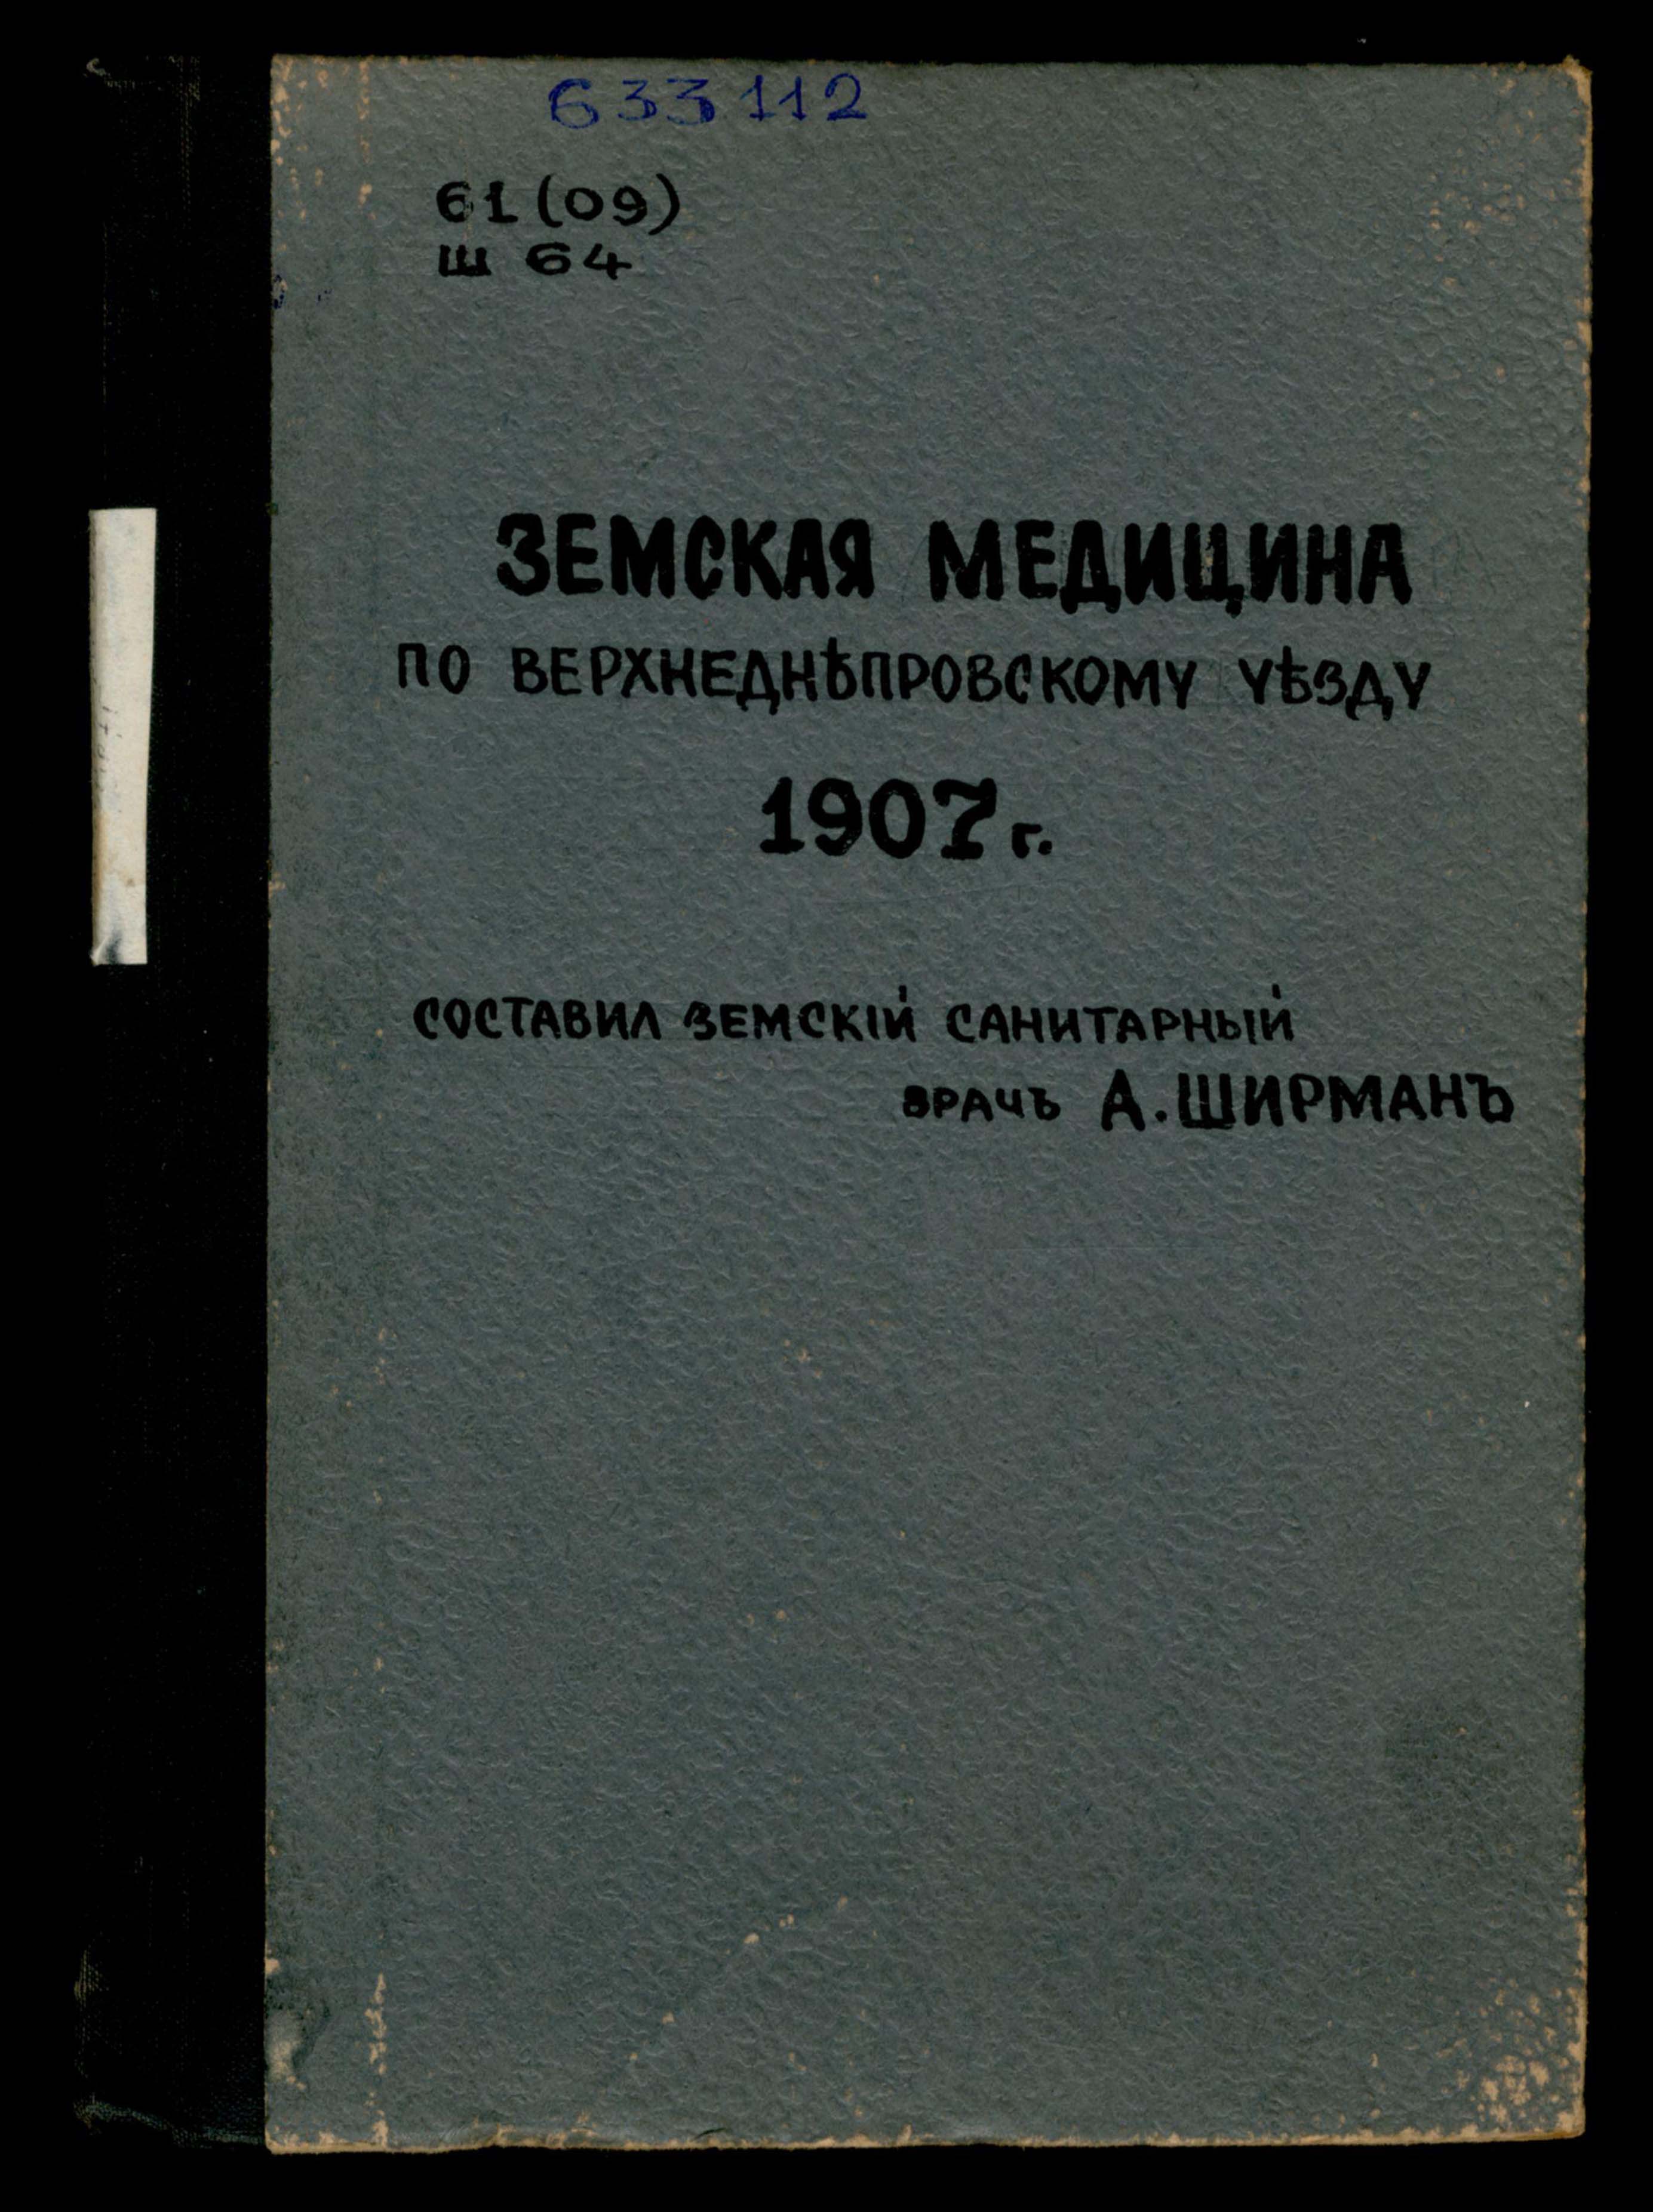 633112
61(09)
Ш 64
ЗЕМСКАЯ МЕДИЦИНА
ПО ВЕРХНЕДНѢПРОВСКОМУ УѢЗДУ
1907 г.
СОСТАВИЛ ЗЕМСКІЙ САНИТАРНЫЙ
ВРАЧЪ А. ШИРМАНЪ